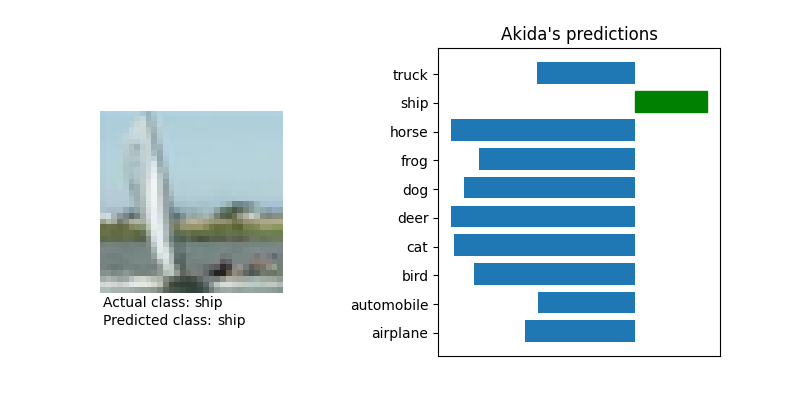 Akida's predictions
truck
ship
horse
frog
dog
deer
cat
bird
automobile
airplane
Actual class: ship
Predicted class: ship